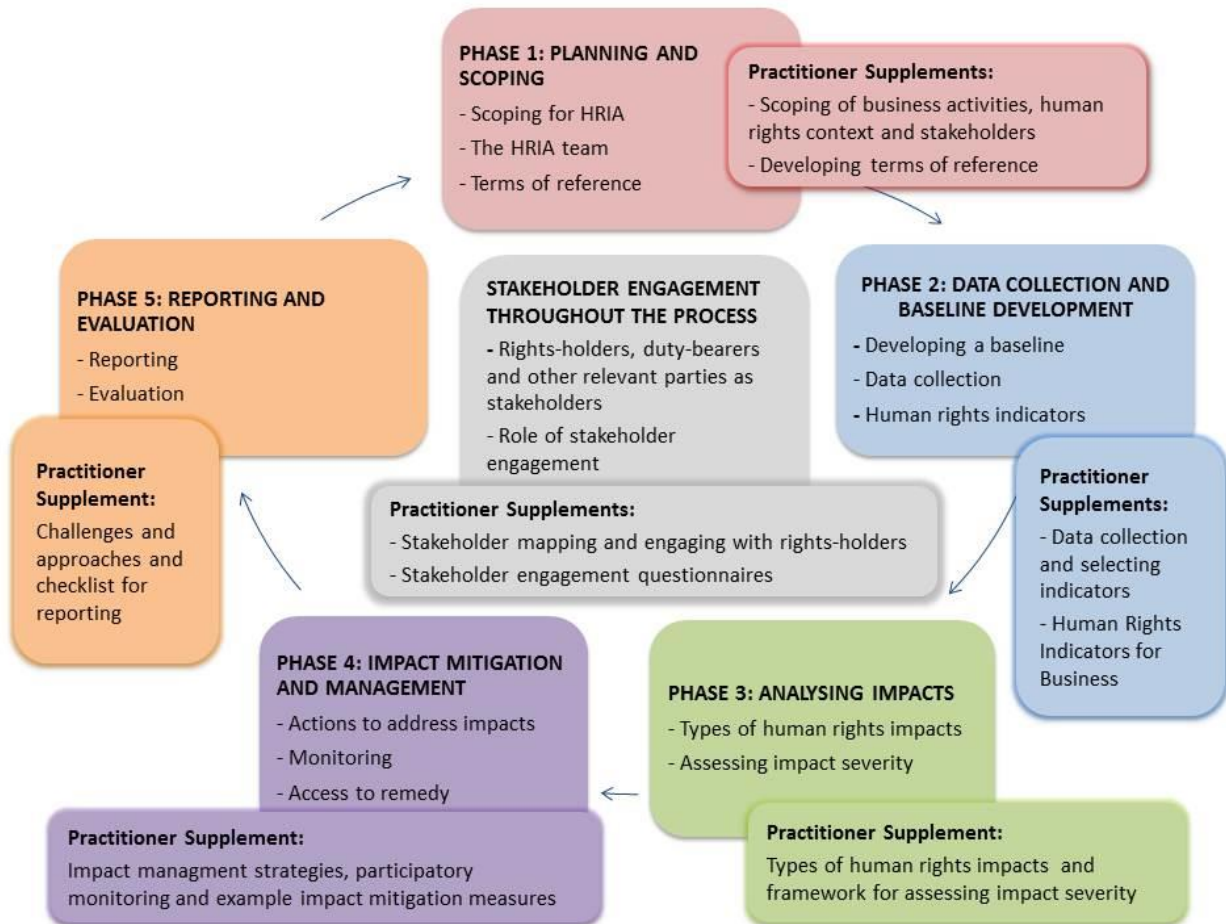 PHASE 1: PLANNING AND
SCOPING
- Scoping for HRIA
- The HRIA team
- Terms of reference
Practitioner Supplements:
- Scoping of business activities, human
rights context and stakeholders
- Developing terms of reference
PHASE 2: DATA COLLECTION AND
BASELINE DEVELOPMENT
- Developing a baseline
- Data collection
- Human rights indicators
Practitioner
Supplements:
- Data collection
and selecting
indicators
- Human Rights
Indicators for
Business
PHASE 3: ANALYSING IMPACTS
- Types of human rights impacts
- Assessing impact severity
Practitioner Supplement:
Types of human rights impacts and
framework for assessing impact severity
PHASE 4: IMPACT MITIGATION
AND MANAGEMENT
- Actions to address impacts
- Monitoring
- Access to remedy
Practitioner Supplement:
Impact managment strategies, participatory
monitoring and example impact mitigation measures
PHASE 5: REPORTING AND
EVALUATION
- Reporting
- Evaluation
Practitioner
Supplement:
Challenges and
approaches and
checklist for
reporting
STAKEHOLDER ENGAGEMENT
THROUGHOUT THE PROCESS
- Rights-holders, duty-bearers
and other relevant parties as
stakeholders
- Role of stakeholder
engagement
Practitioner Supplements:
- Stakeholder mapping and engaging with rights-holders
- Stakeholder engagement questionnaires